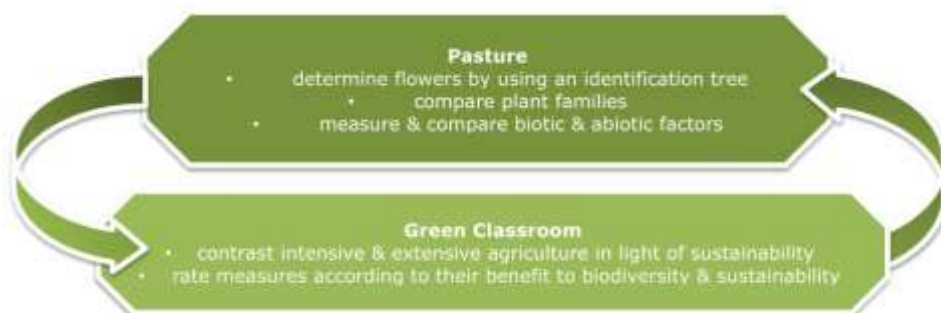 Pasture
• determine flowers by using an identification tree
• compare plant families
• measure & compare biotic & abiotic factors
Green Classroom
• contrast intensive & extensive agriculture in light of sustainability
• rate measures according to their benefit to biodiversity & sustainability